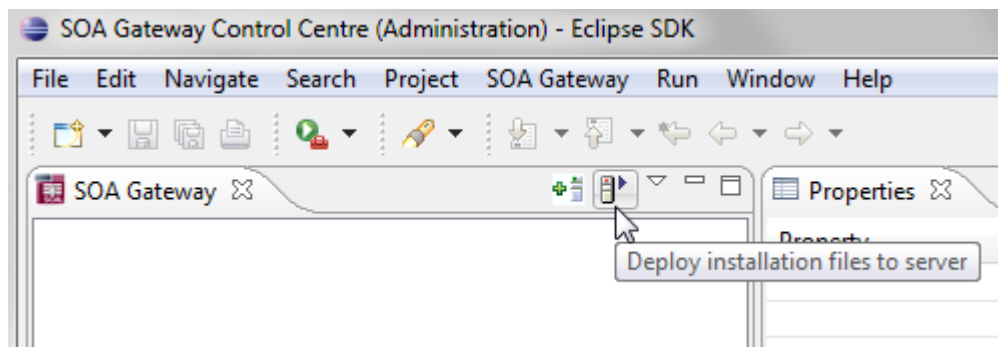 SOA Gateway Control Centre (Administration) - Eclipse SDK
File Edit Navigate Search Project SOA Gateway Run Window Help
SOA Gateway Properties
Property
Deploy installation files to server